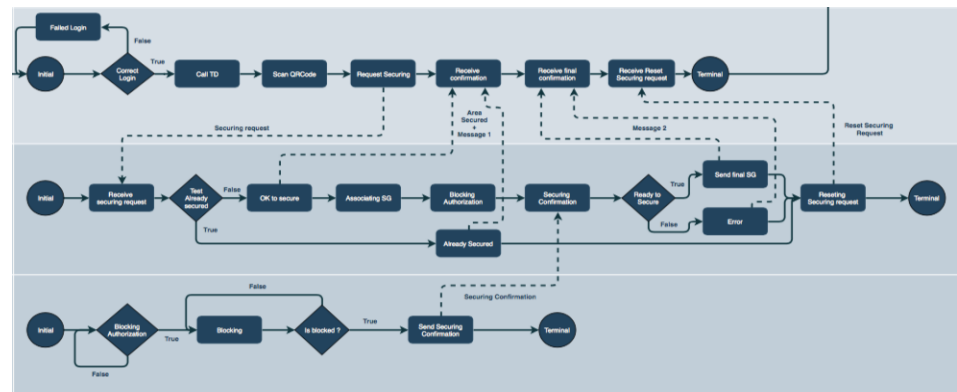 Failed Login
False
Initial
Correct
Login
True
Call TD
Scan QRCode
Request Securing
Receive
confirmation
Receive final
confirmation
Receive Reset
Securing request
Terminal
Securing request
Area
Secured
+
Message 1
Message 2
Reset Securing
Request
Initial
Receive
securing request
Test
Already
secured
False
True
OK to secure
Associating SG
Blocking
Authorization
Already Secured
Securing
Confirmation
Ready to
Secure
True
False
Send final SG
Error
Reseting
Securing request
Terminal
Securing Confirmation
Initial
Blocking
Authorization
True
False
False
Blocking
Is blocked ?
True
Send Securing
Confirmation
Terminal